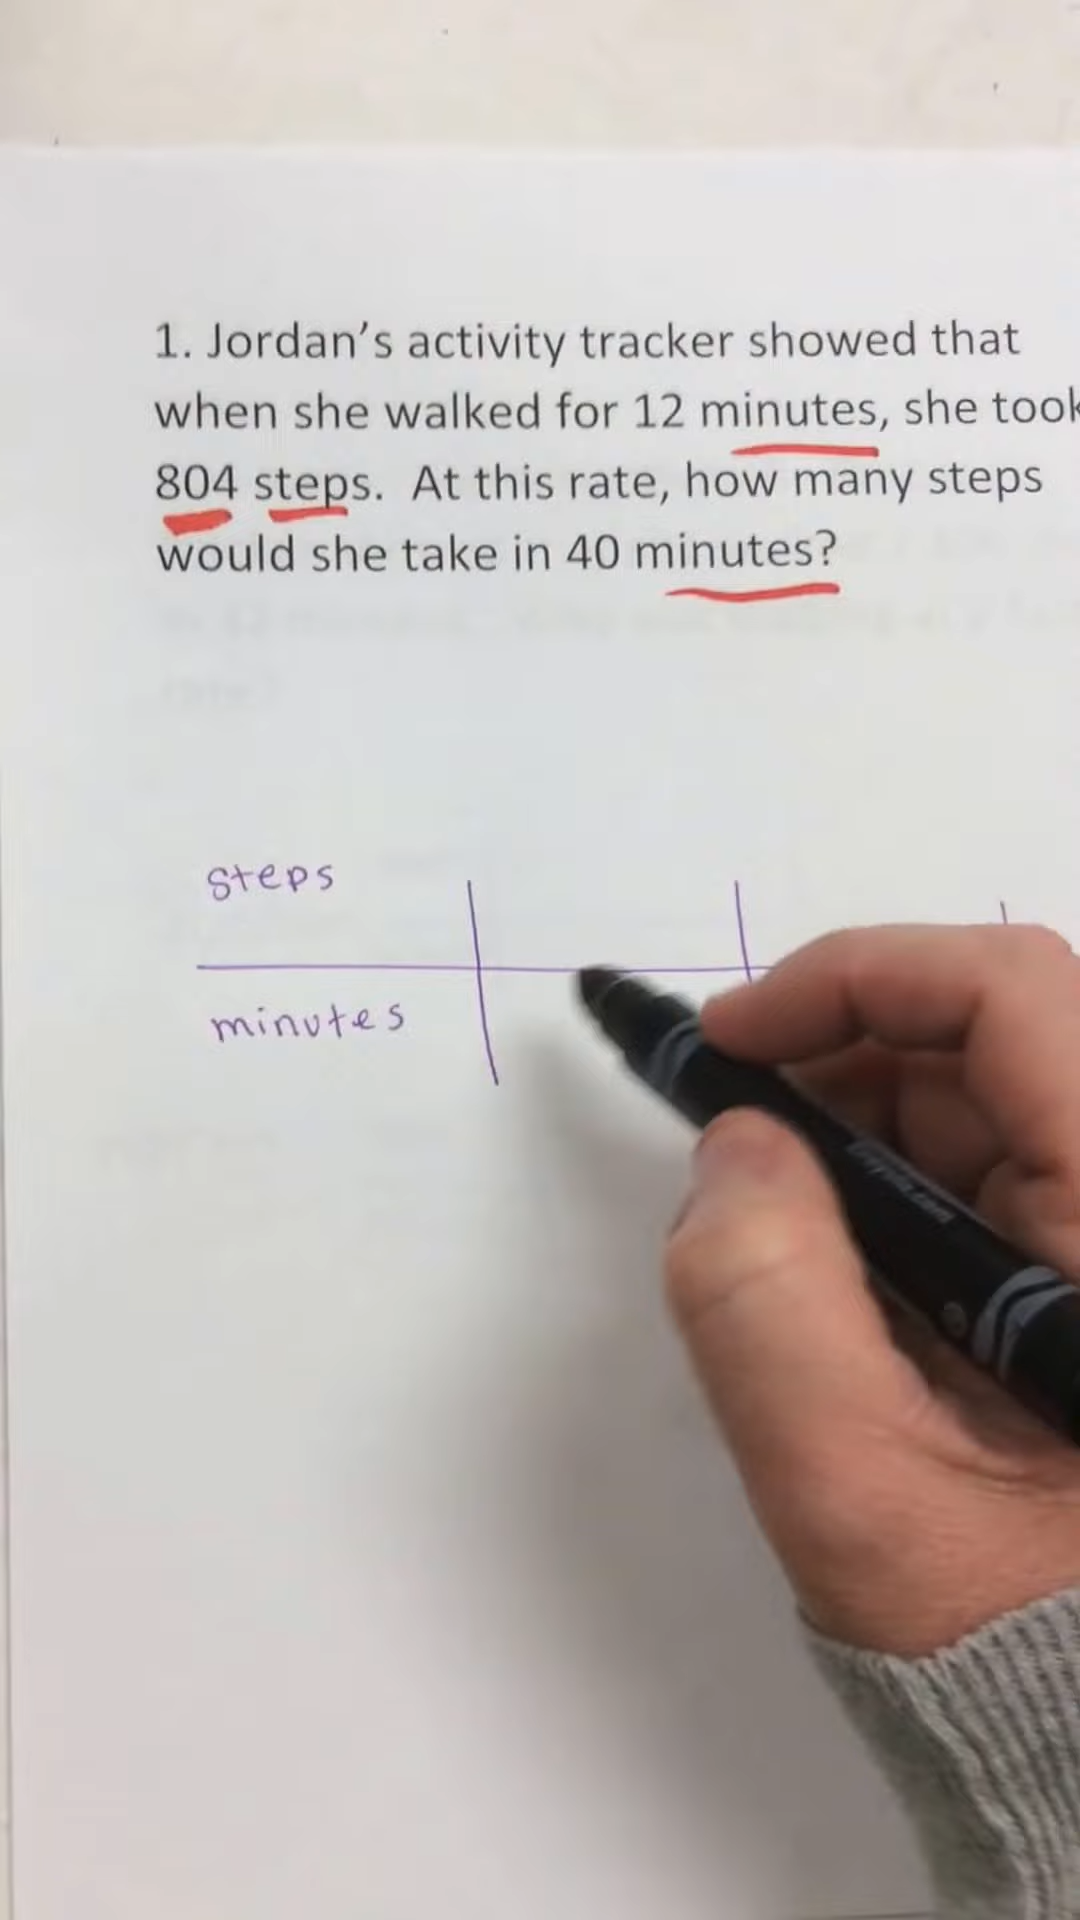 1. Jordan's activity tracker showed that
when she walked for 12 minutes, she took
804 steps. At this rate, how many steps
would she take in 40 minutes?
steps
minutes